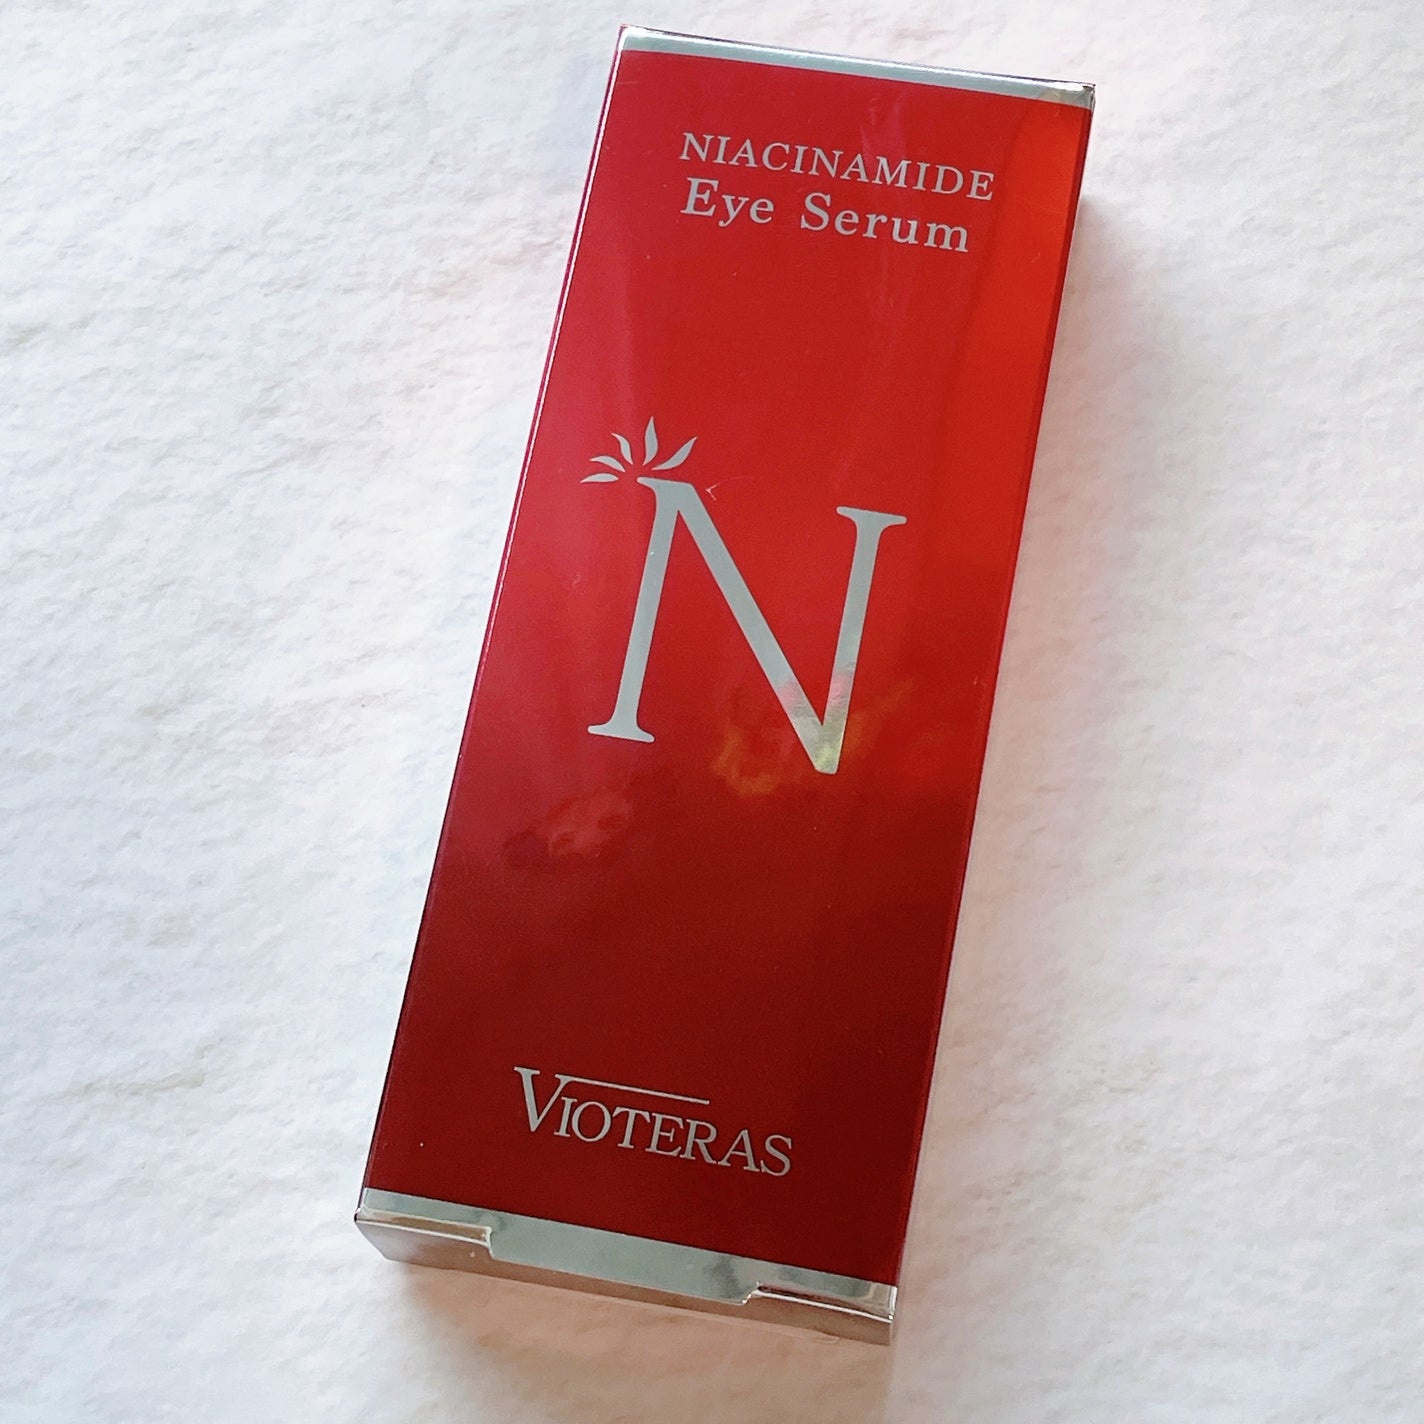 NIACINAMIDE
Eye Serum
N
VIOTERAS